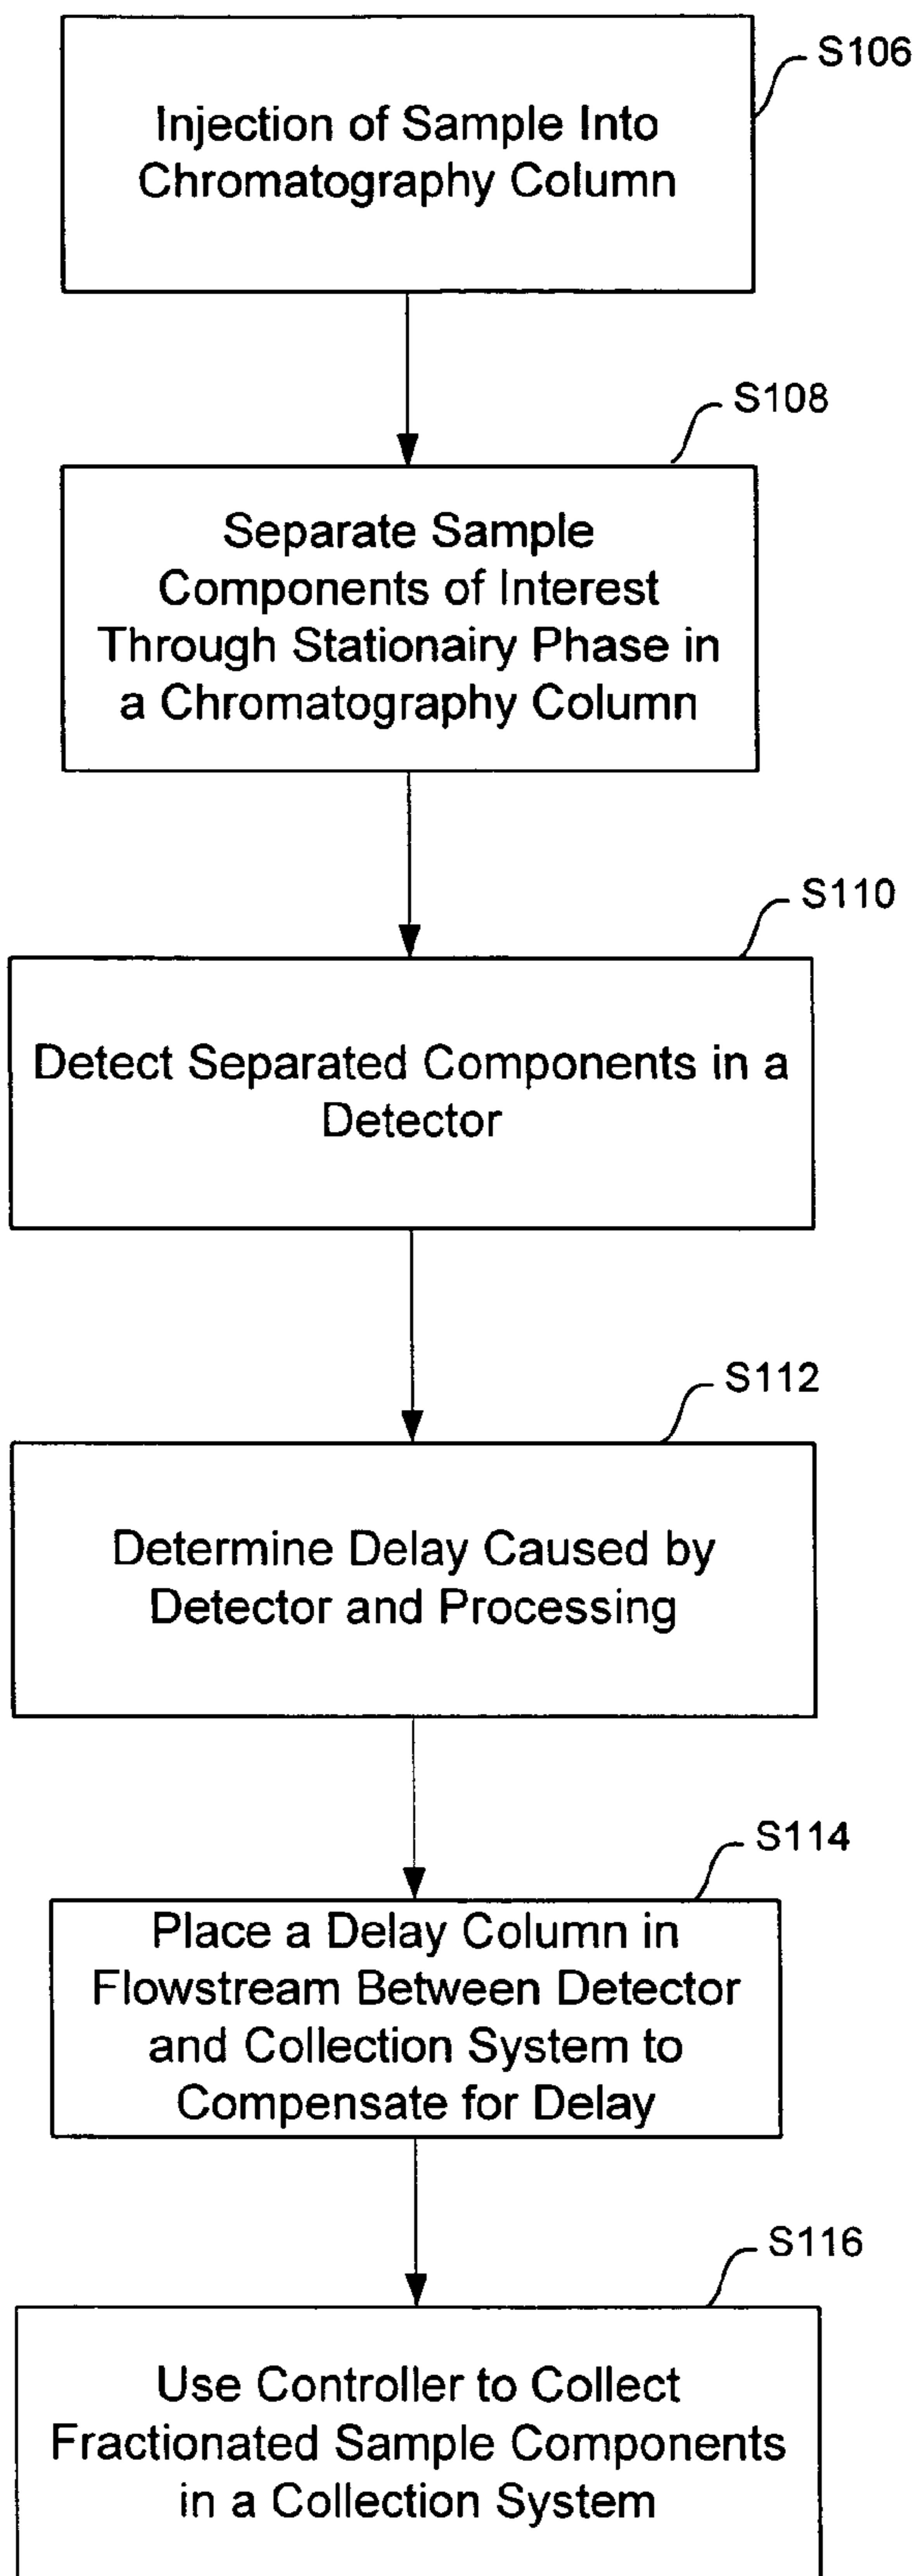 S106
Injection of Sample Into
Chromatography Column
S108
Separate Sample
Components of Interest
Through Stationairy Phase in
a Chromatography Column
S110
Detect Separated Components in a
Detector
S112
Determine Delay Caused by
Detector and Processing
S114
Place a Delay Column in
Flowstream Between Detector
and Collection System to
Compensate for Delay
S116
Use Controller to Collect
Fractionated Sample Components
in a Collection System